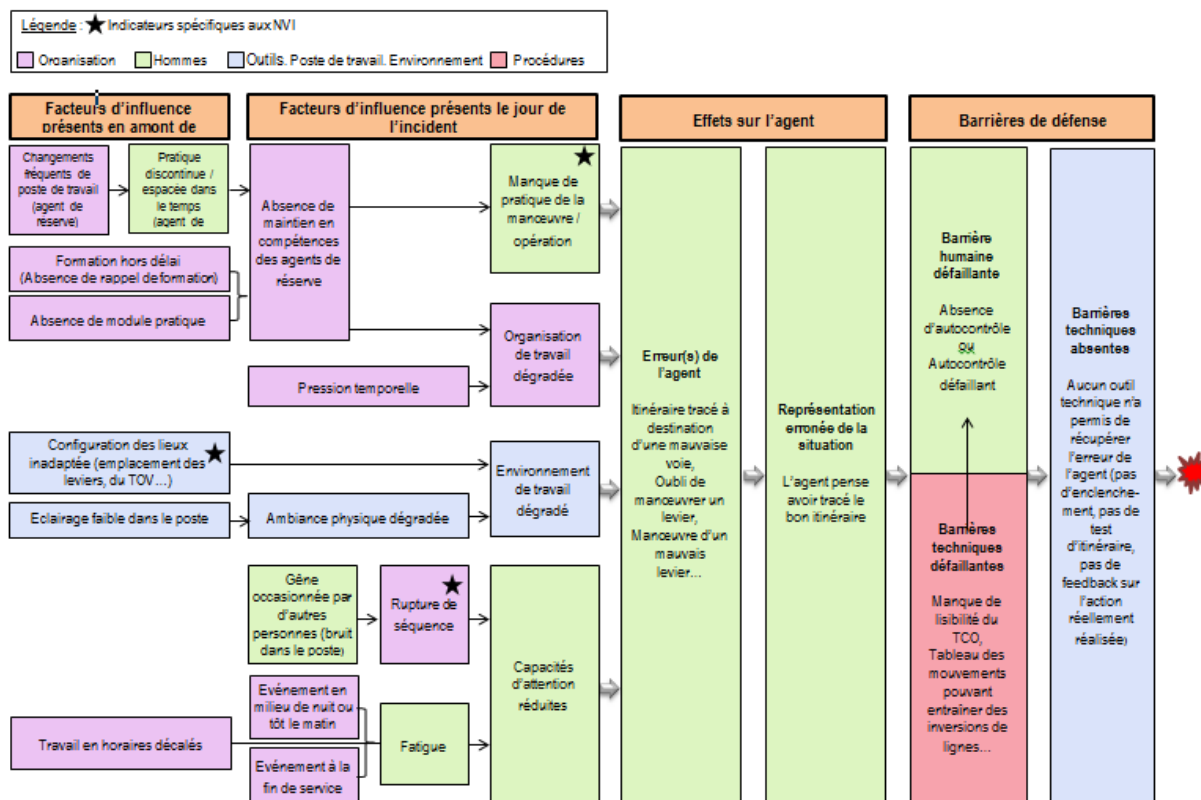 Légende : ★ Indicateurs spécifiques aux NVI
Organisation Hommes Outils. Poste de travail. Environnement Procédures
Facteurs d'influence
présents en amont de
Facteurs d'influence présents le jour de
l'incident
Effets sur l'agent
Barrières de défense
Changements
fréquents de
poste de travail
(agent de
réserve)
Pratique
discontinue /
espacée dans
le temps
(agent de
Formation hors délai
(Absence de rappel deformation)
Absence de module pratique
Absence de
maintien en
compétences
des agents de
réserve
Manque de
pratique de la
manœuvre /
opération
Pression temporelle
Organisation
de travail
dégradée
Configuration des lieux
inadaptée (emplacement des
leviers, du TOV...)
Eclairage faible dans le poste
Ambiance physique dégradée
Environnement
de travail
dégradé
Gêne
occasionnée par
d'autres
personnes (bruit
dans le poste)
Rupture de
séquence
Evénement en
milieu de nuit ou
tôt le matin
Travail en horaires décalés
Evénement à la
fin de service
Fatigue
Capacités
d'attention
réduites
Erreur(s) de
l'agent
Itinéraire tracé à
destination
d'une mauvaise
voie,
Oubli de
manœuvrer un
levier,
Manœuvre d'un
mauvais
levier...
Représentation
erronée de la
situation
L'agent pense
avoir tracé le
bon itinéraire
Barrière
humaine
défaillante
Absence
d'autocontrôle
ou
Autocontrôle
défaillant
Barrières
techniques
défaillantes
Manque de
lisibilité du
TCO,
Tableau des
mouvements
pouvant
entraîner des
inversions de
lignes...
Barrières
techniques
absentes
Aucun outil
technique n'a
permis de
récupérer
l'erreur de
l'agent (pas
d'enclenche-
ment, pas de
test
d'itinéraire,
pas de
feedback sur
l'action
réellement
réalisée)